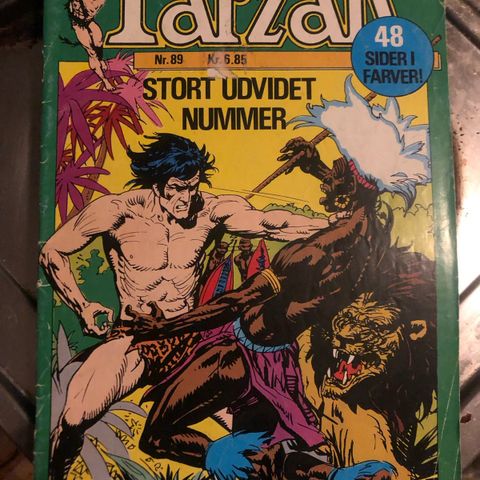 Tarzan
Nr. 89 Kr. 6.85
48
SIDER I
FARVER!
STORT UDVIDET
NUMMER